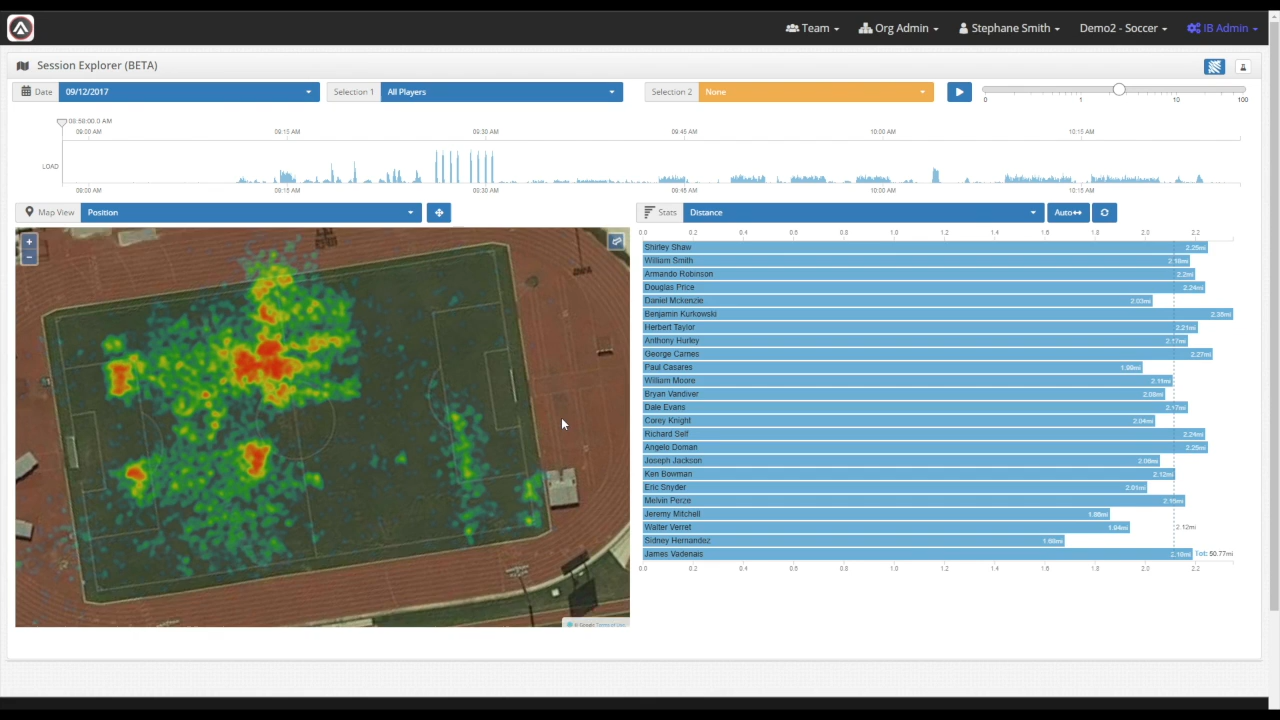 Team
Org Admin
Stephane Smith
Demo2 - Soccer
IB Admin
Session Explorer (BETA)
Date
09/12/2017
Selection 1
All Players
Selection 2
None
0 1 10 100
09:58:00.0 AM
09:00 AM 09:15 AM 09:30 AM 09:45 AM 10:00 AM 10:15 AM
LOAD
09:00 AM 09:15 AM 09:30 AM 09:45 AM 10:00 AM 10:15 AM
Map View
Position
Stats
Distance
Auto
+
−
© Google Terms of Use
0.0 0.2 0.4 0.6 0.8 1.0 1.2 1.4 1.6 1.8 2.0 2.2
Shirley Shaw 2.25mi
William Smith
Armando Robinson 2.2mi
Douglas Price 2.24mi
Daniel Mckenzie 2.03mi
Benjamin Kurkowski
Herbert Taylor 2.21mi
Anthony Hurley 2.17mi
George Carnes 2.27mi
Paul Casares 1.99mi
William Moore 2.11mi
Bryan Vandiver
Dale Evans 2.17mi
Corey Knight 2.04mi
Richard Self 2.24mi
Angelo Doman 2.25mi
Joseph Jackson
Ken Bowman 2.12mi
Eric Snyder 2.01mi
Melvin Perze
Jeremy Mitchell
Walter Verret 1.94mi 2.12mi
Sidney Hernandez
James Vadenais Tot: 50.77mi
0.0 0.2 0.4 0.6 0.8 1.0 1.2 1.4 1.6 1.8 2.0 2.2